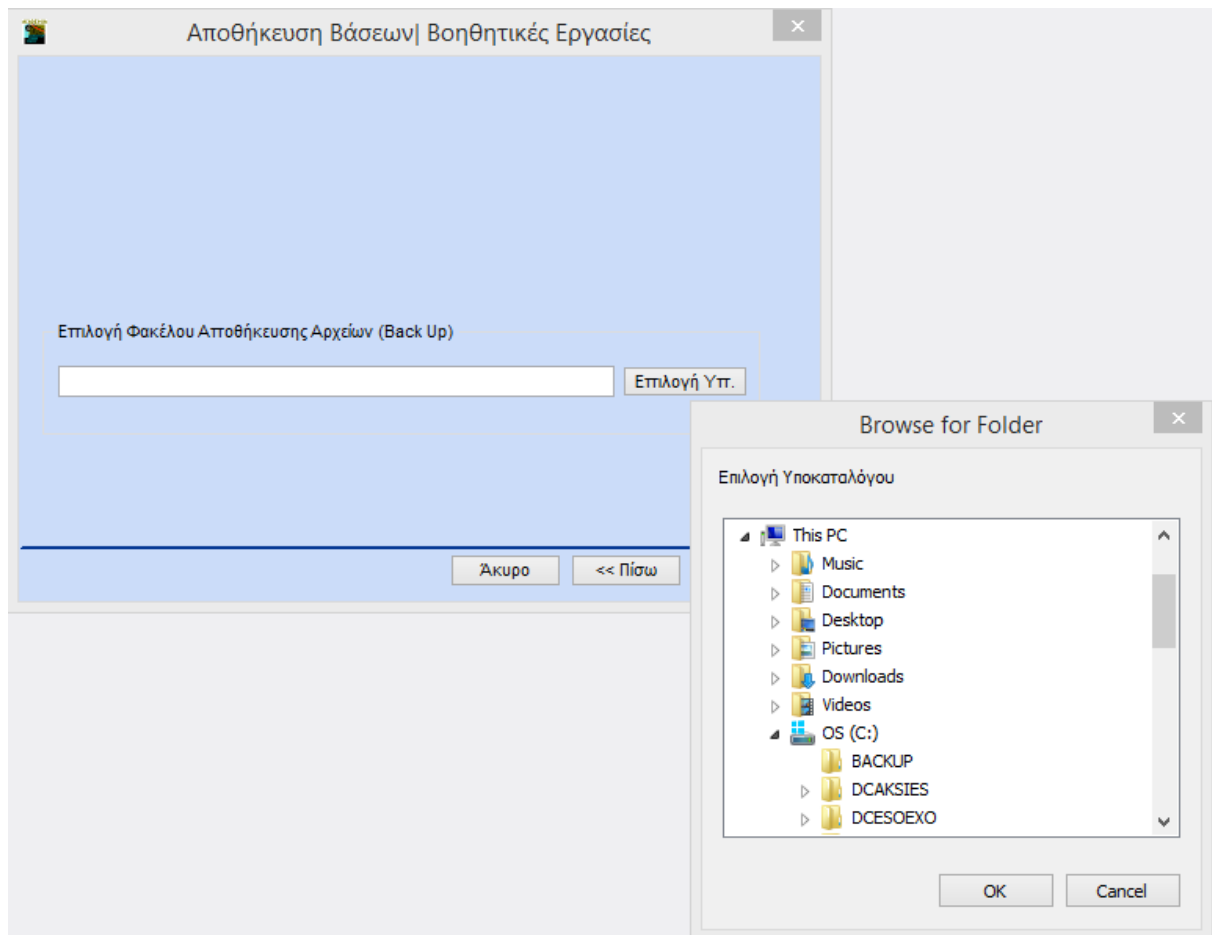 Αποθήκευση Βάσεων| Βοηθητικές Εργασίες
Επιλογή Φακέλου Αποθήκευσης Αρχείων (Back Up)
Επιλογή Υπ.
Άκυρο
<< Πίσω
Browse for Folder
Επιλογή Υποκαταλόγου
This PC
Music
Documents
Desktop
Pictures
Downloads
Videos
OS (C:)
BACKUP
DCAKSIES
DCESOEXO
OK
Cancel